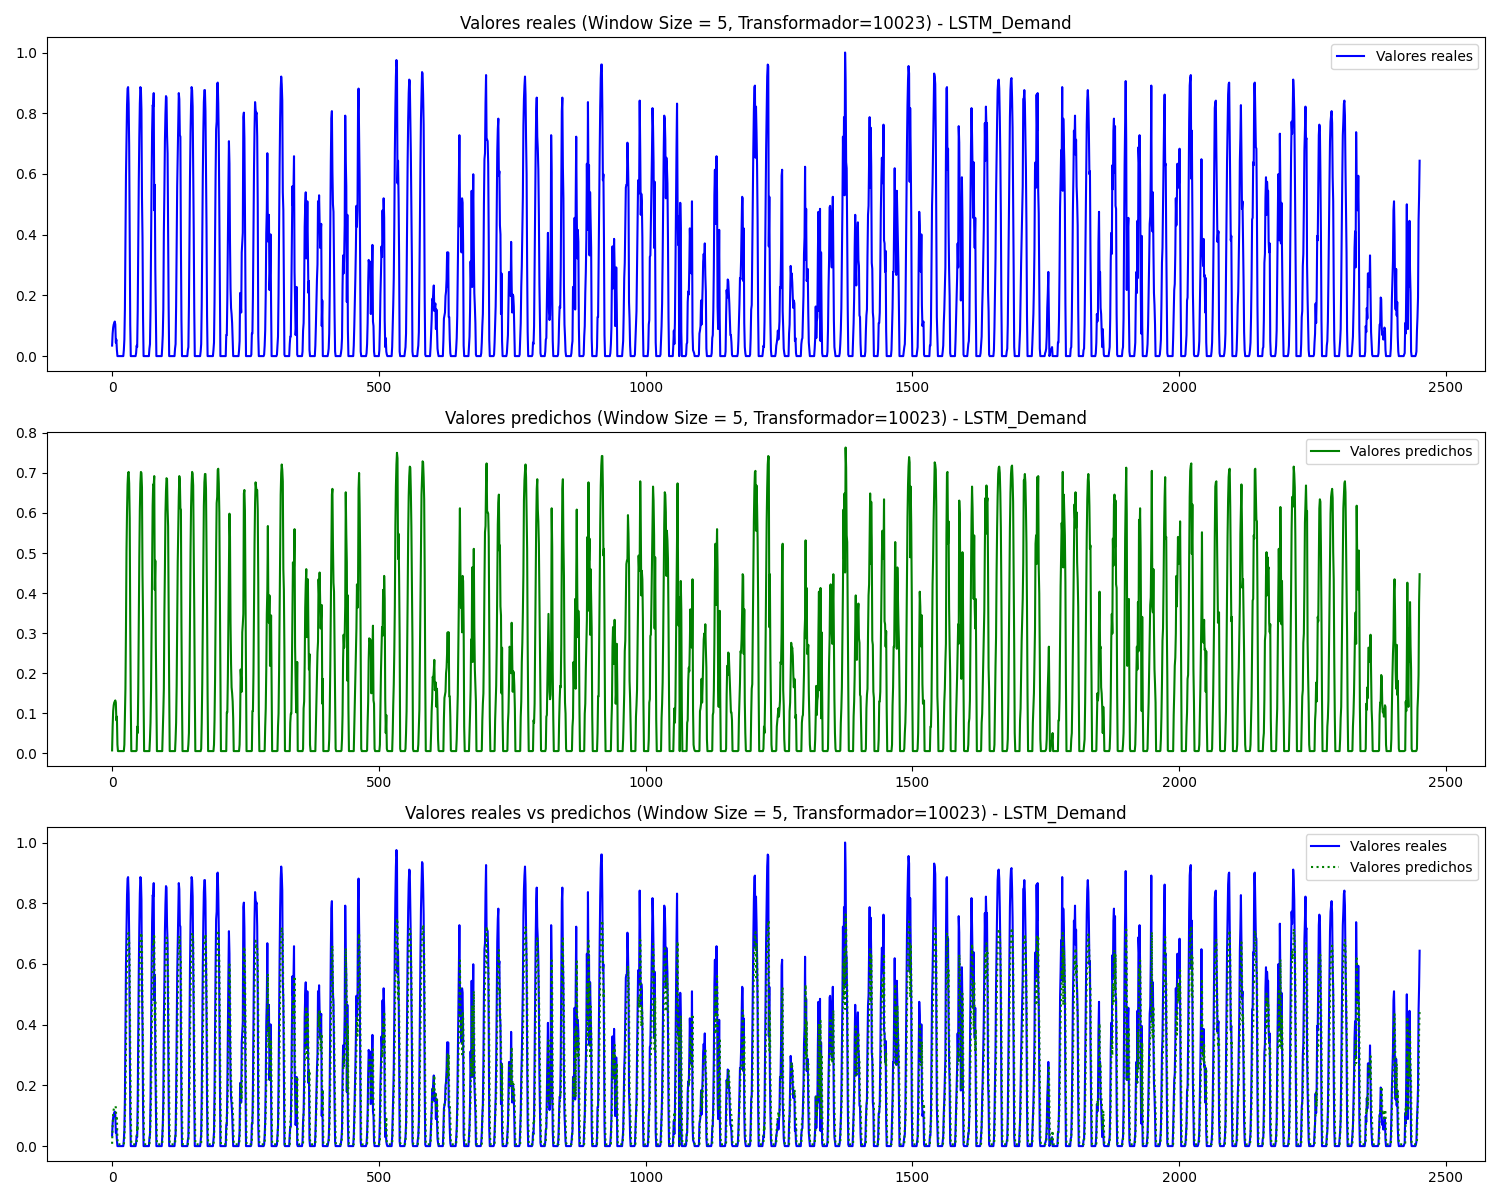 Valores reales (Window Size = 5, Transformador=10023) - LSTM_Demand
Valores reales
1.0
0.8
0.6
0.4
0.2
0.0
0 500 1000 1500 2000 2500
Valores predichos (Window Size = 5, Transformador=10023) - LSTM_Demand
Valores predichos
0.8
0.7
0.6
0.5
0.4
0.3
0.2
0.1
0.0
0 500 1000 1500 2000 2500
Valores reales vs predichos (Window Size = 5, Transformador=10023) - LSTM_Demand
Valores reales
Valores predichos
1.0
0.8
0.6
0.4
0.2
0.0
0 500 1000 1500 2000 2500